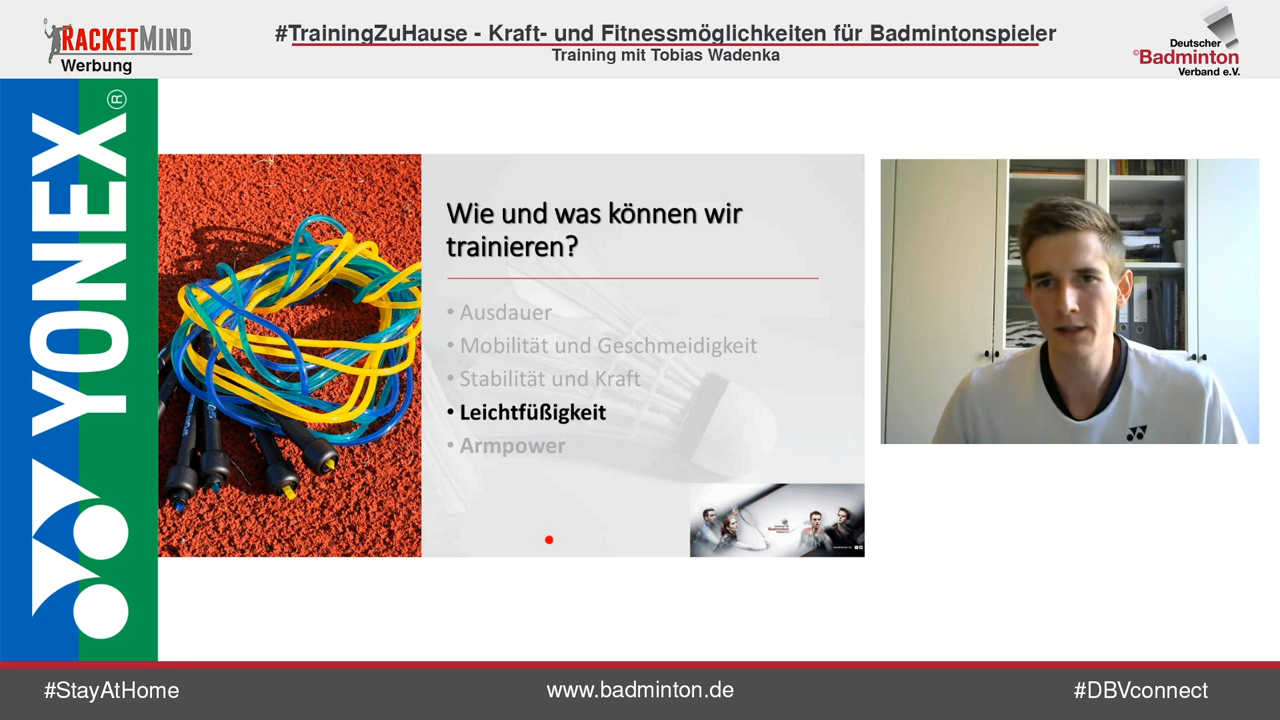 RACKETMIND
Werbung
#TrainingZuHause - Kraft- und Fitnessmöglichkeiten für Badmintonspieler
Training mit Tobias Wadenka
Deutscher
©Badminton
Verband e.V.
YONEX®
Wie und was können wir
trainieren?
• Ausdauer
• Mobilität und Geschmeidigkeit
• Stabilität und Kraft
• Leichtfüßigkeit
• Armpower
#StayAtHome
www.badminton.de
#DBVconnect